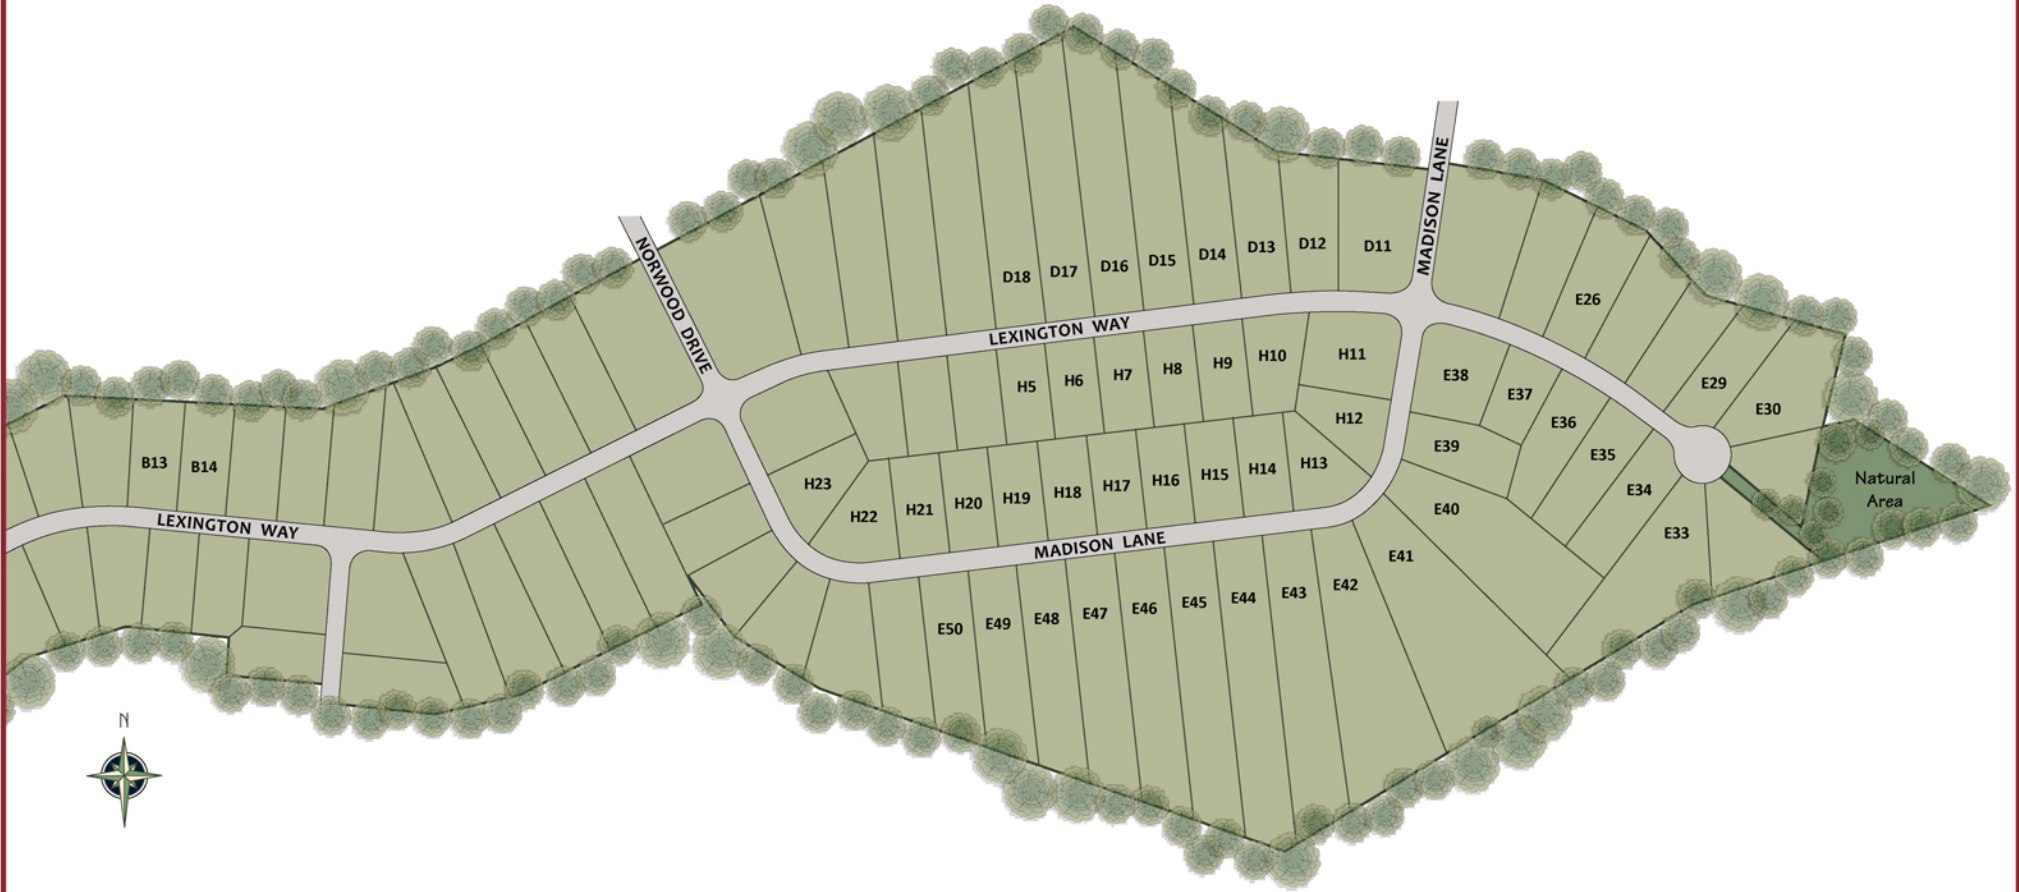 NORWOOD DRIVE
MADISON LANE
D18 D17 D16 D15 D14 D13 D12 D11
E26
LEXINGTON WAY
H5 H6 H7 H8 H9 H10 H11
E38 E37 E36 E35 E34 E33
E29 E30
H12
E39
B13 B14
LEXINGTON WAY
H23
H22 H21 H20 H19 H18 H17 H16 H15 H14 H13
E40
Natural
Area
MADISON LANE
E50 E49 E48 E47 E46 E45 E44 E43 E42 E41
N